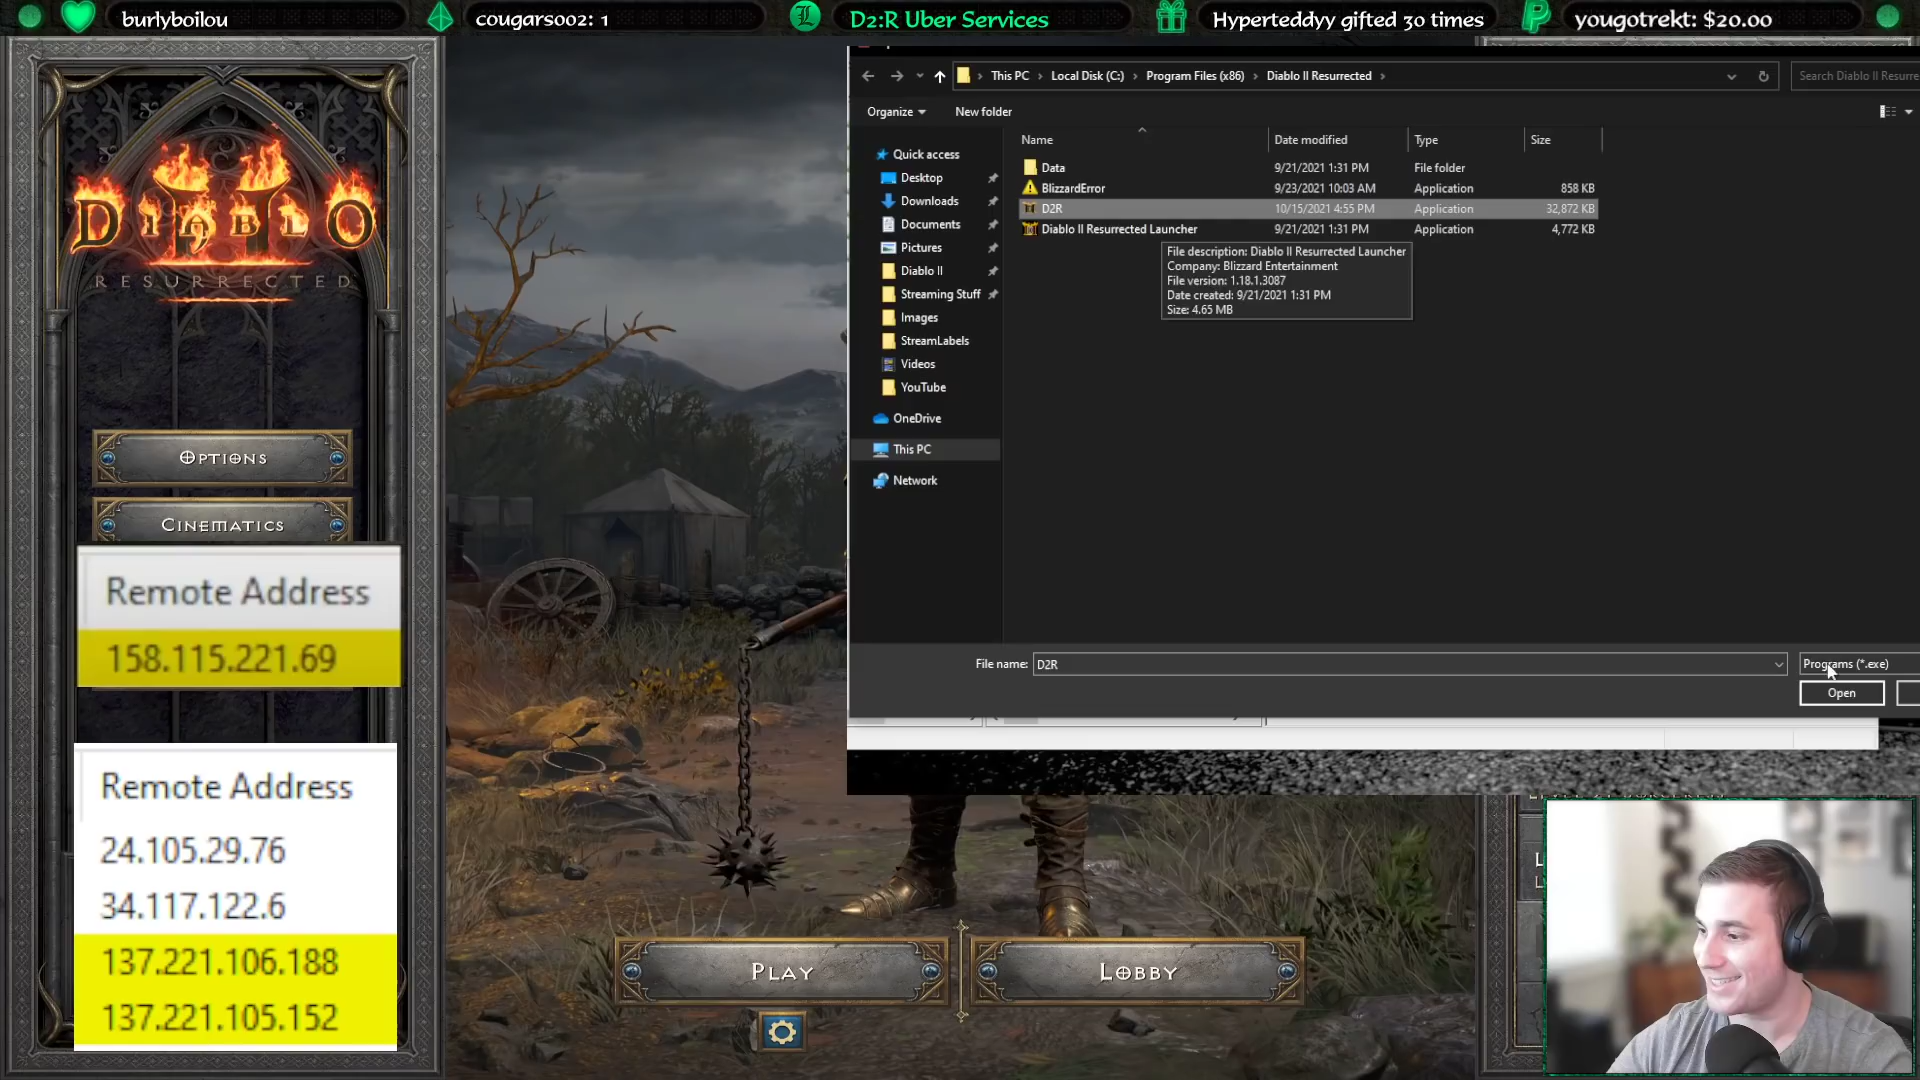 burlyboilou
cougars002: 1
D2:R Uber Services
Hyperteddyy gifted 30 times
yougotrekt: $20.00
DIABLO
II
RESURRECTED
OPTIONS
CINEMATICS
Remote Address
158.115.221.69
Remote Address
24.105.29.76
34.117.122.6
137.221.106.188
137.221.105.152
This PC > Local Disk (C:) > Program Files (x86) > Diablo II Resurrected >
Search Diablo II Resurre
Organize
New folder
Name Date modified Type Size
Data 9/21/2021 1:31 PM File folder
BlizzardError 9/23/2021 10:03 AM Application 858 KB
D2R 10/15/2021 4:55 PM Application 32,872 KB
Diablo II Resurrected Launcher 9/21/2021 1:31 PM Application 4,772 KB
File description: Diablo II Resurrected Launcher
Company: Blizzard Entertainment
File version: 1.18.1.3087
Date created: 9/21/2021 1:31 PM
Size: 4.65 MB
Quick access
Desktop
Downloads
Documents
Pictures
Diablo II
Streaming Stuff
Images
StreamLabels
Videos
YouTube
OneDrive
This PC
Network
File name: D2R
Programs (*.exe)
Open
PLAY
LOBBY